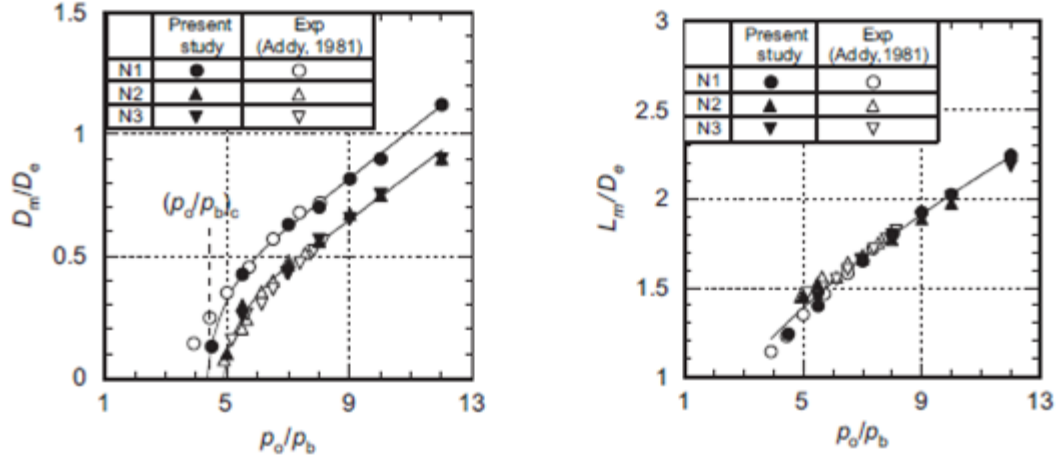 1.5
1
0.5
0
1
5
9
13
Present study
Exp (Addy, 1981)
N1
N2
N3
(p_o/p_b)_c
D_m/D_e
p_o/p_b
3
2.5
2
1.5
1
1
5
9
13
Present study
Exp (Addy, 1981)
N1
N2
N3
L_m/D_e
p_o/p_b